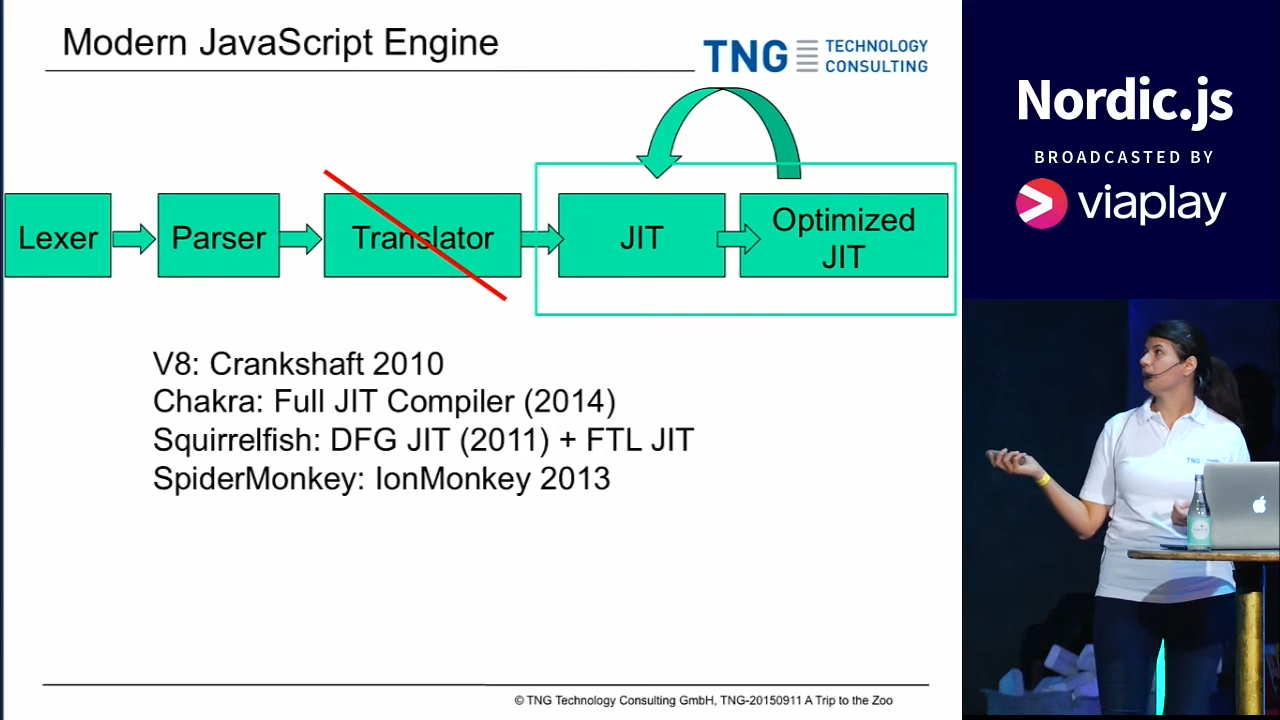 Modern JavaScript Engine
TNG TECHNOLOGY
CONSULTING
Lexer
Parser
Translator
JIT
Optimized
JIT
V8: Crankshaft 2010
Chakra: Full JIT Compiler (2014)
Squirrelfish: DFG JIT (2011) + FTL JIT
SpiderMonkey: IonMonkey 2013
© TNG Technology Consulting GmbH, TNG-20150911 A Trip to the Zoo
Nordic.js
BROADCASTED BY
viaplay
TNG